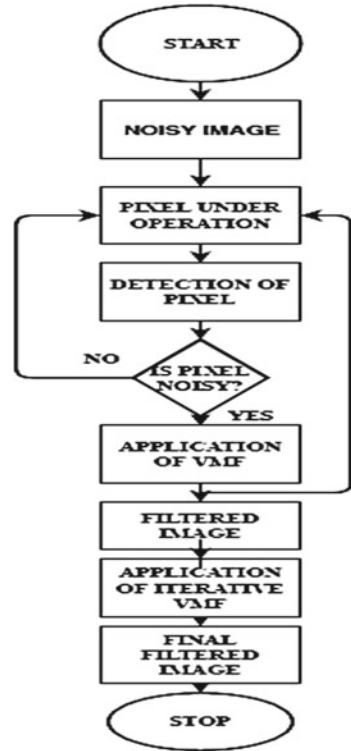 START
NOISY IMAGE
PIXEL UNDER
OPERATION
DETECTION OF
PIXEL
NO
IS PIXEL
NOISY?
YES
APPLICATION
OF VMF
FILTERED
IMAGE
APPLICATION
OF ITERATIVE
VMF
FINAL
FILTERED
IMAGE
STOP